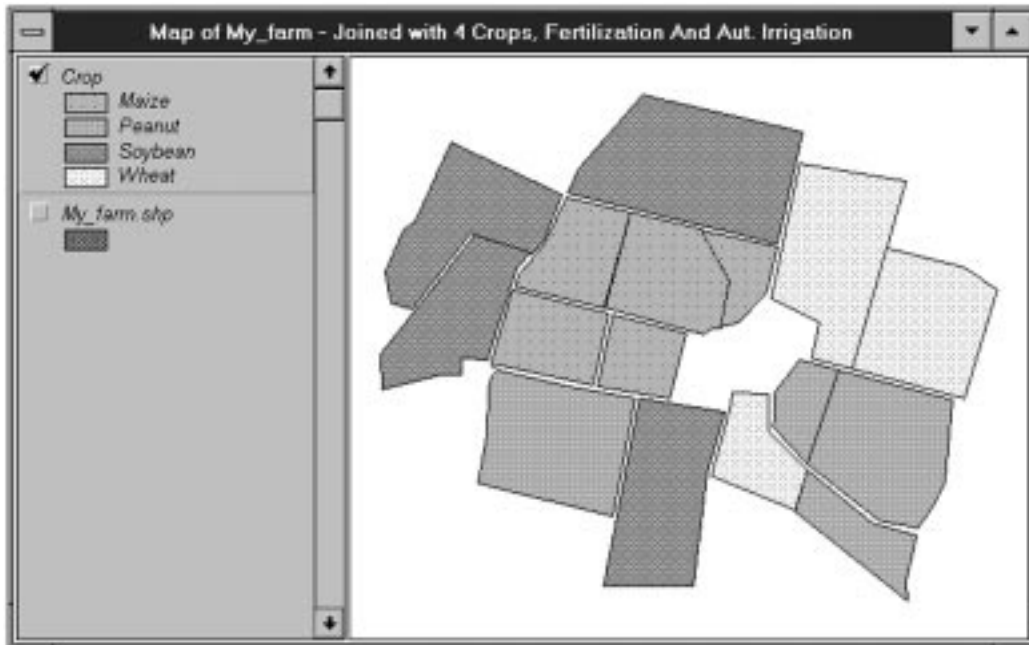 Map of My_farm - Joined with 4 Crops, Fertilization And Aut. Irrigation
Crop
Maize
Peanut
Soybean
Wheat
My_farm.shp